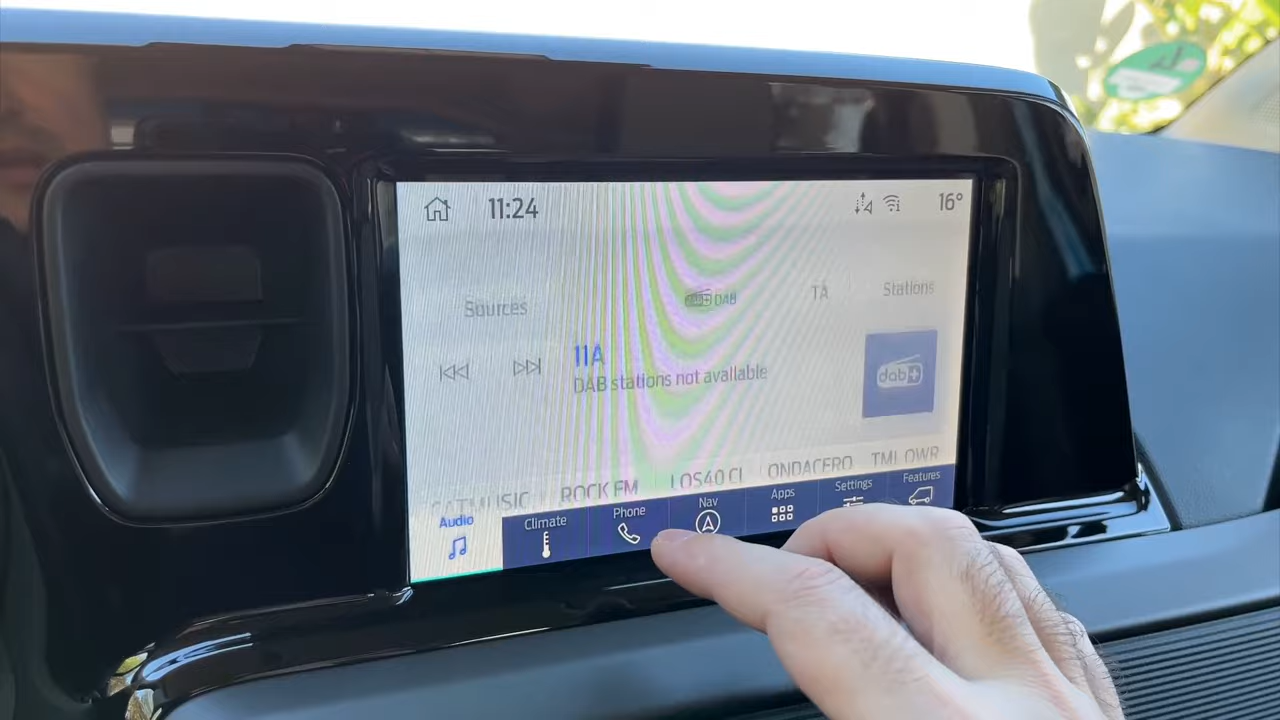 11:24
16°
Sources
DAB
TA
Stations
11A
DAB stations not available
dab+
ROCK FM
LOS40 CL
ONDACERO
TMLOWR
Audio
Climate
Phone
Nav
Apps
Settings
Features